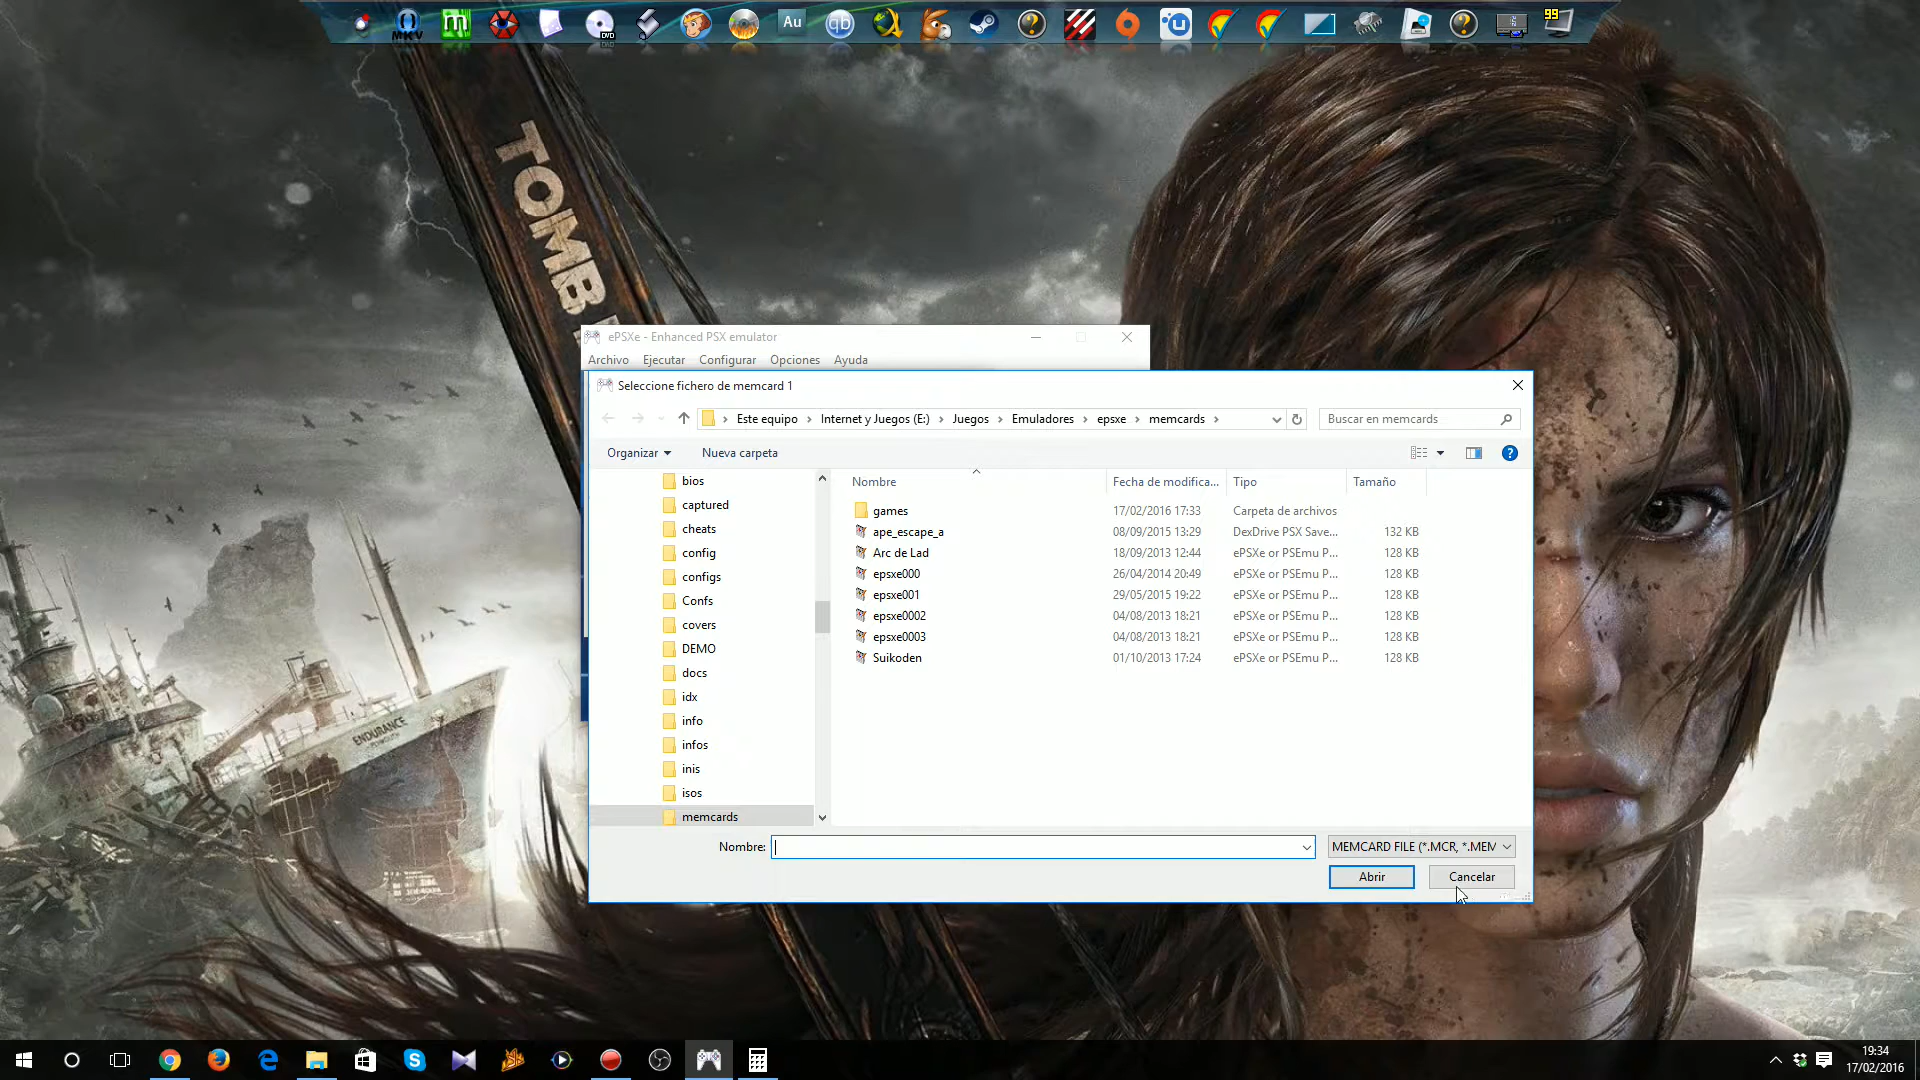 MKV
m
DVD
Au
qb
99
TOMB
ENDURANCE
ePSXe - Enhanced PSX emulator
Archivo Ejecutar Configurar Opciones Ayuda
Seleccione fichero de memcard 1
Este equipo > Internet y Juegos (E:) > Juegos > Emuladores > epsxe > memcards >
Buscar en memcards
Organizar Nueva carpeta
Nombre Fecha de modifica... Tipo Tamaño
bios
captured
cheats
config
configs
Confs
covers
DEMO
docs
idx
info
infos
inis
isos
memcards
games 17/02/2016 17:33 Carpeta de archivos
ape_escape_a 08/09/2015 13:29 DexDrive PSX Save... 132 KB
Arc de Lad 18/09/2013 12:44 ePSXe or PSEmu P... 128 KB
epsxe000 26/04/2014 20:49 ePSXe or PSEmu P... 128 KB
epsxe001 29/05/2015 19:22 ePSXe or PSEmu P... 128 KB
epsxe0002 04/08/2013 18:21 ePSXe or PSEmu P... 128 KB
epsxe0003 04/08/2013 18:21 ePSXe or PSEmu P... 128 KB
Suikoden 01/10/2013 17:24 ePSXe or PSEmu P... 128 KB
Nombre:
MEMCARD FILE (*.MCR, *.MEM
Abrir Cancelar
19:34
17/02/2016